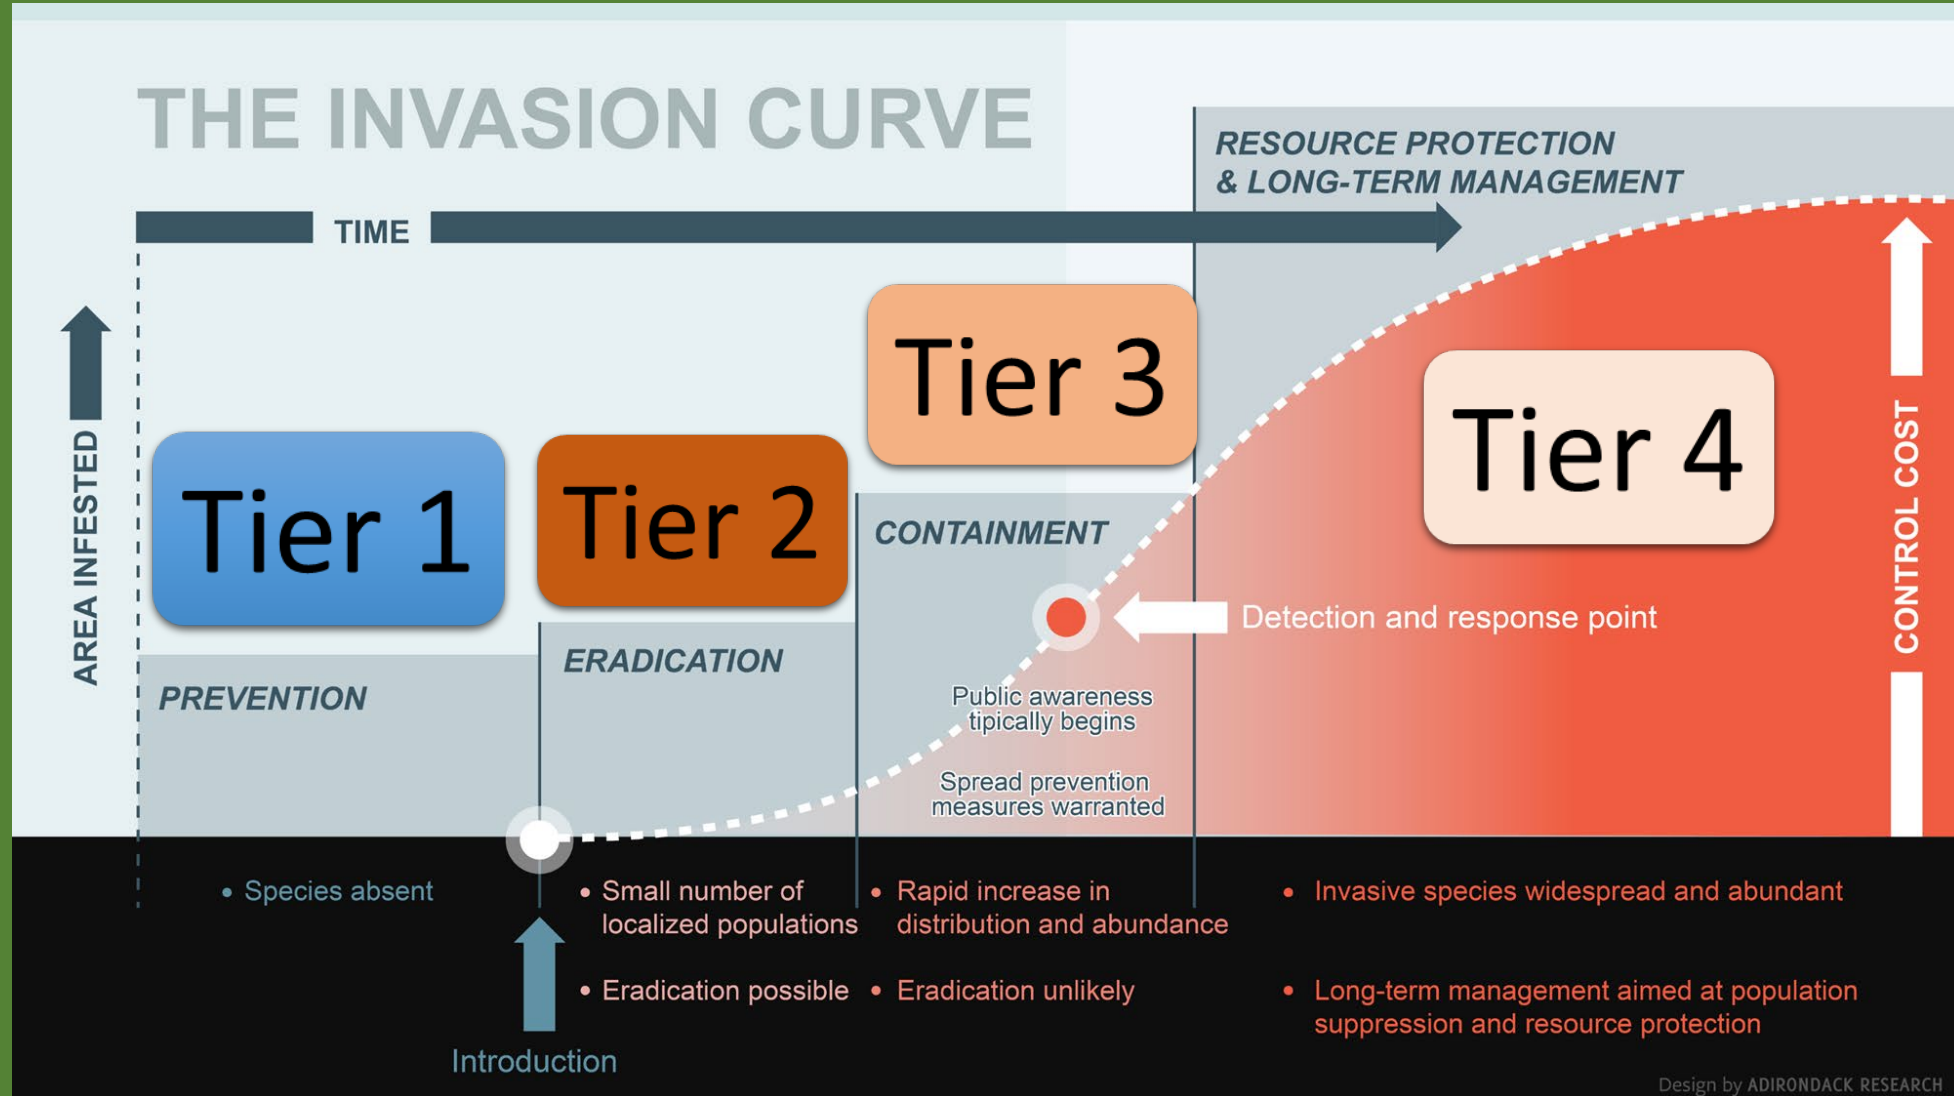 THE INVASION CURVE
RESOURCE PROTECTION
& LONG-TERM MANAGEMENT
TIME
AREA INFESTED
Tier 1
Tier 2
Tier 3
Tier 4
CONTROL COST
PREVENTION
ERADICATION
CONTAINMENT
Detection and response point
Public awareness
tipically begins
Spread prevention
measures warranted
• Species absent
• Small number of
localized populations
• Eradication possible
• Rapid increase in
distribution and abundance
• Eradication unlikely
• Invasive species widespread and abundant
• Long-term management aimed at population
suppression and resource protection
Introduction
Design by ADIRONDACK RESEARCH